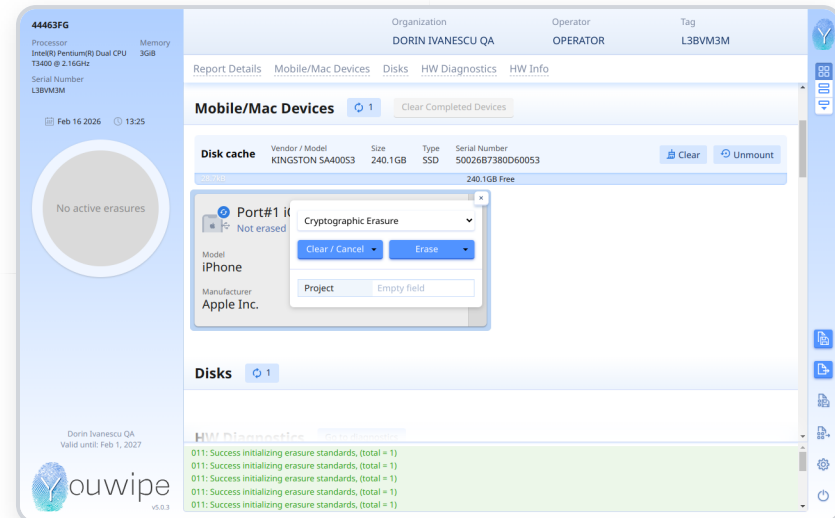 44463FG
Processor
Memory
Intel(R) Pentium(R) Dual CPU T3400 @ 2.16GHz
3GiB
Serial Number
L3BVM3M
Feb 16 2026
13:25
No active erasures
Dorin Ivanescu QA
Valid until: Feb 1, 2027
Youwipe
v5.0.3
Organization
Operator
Tag
DORIN IVANESCU QA
OPERATOR
L3BVM3M
Report Details
Mobile/Mac Devices
Disks
HW Diagnostics
HW Info
Mobile/Mac Devices
1
Clear Completed Devices
Disk cache
Vendor / Model
Size
Type
Serial Number
KINGSTON SA400S3
240.1GB
SSD
50026B7380D60053
Clear
Unmount
240.1GB Free
Port#1
Not erased
Model
iPhone
Manufacturer
Apple Inc.
×
Cryptographic Erasure
Clear / Cancel
Erase
Project
Empty field
Disks
1
HW Diagnostics
011: Success initializing erasure standards, (total = 1)
011: Success initializing erasure standards, (total = 1)
011: Success initializing erasure standards, (total = 1)
011: Success initializing erasure standards, (total = 1)
011: Success initializing erasure standards, (total = 1)